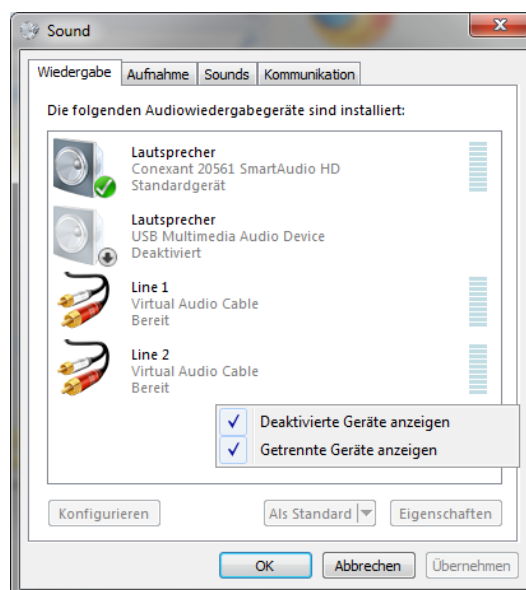 Sound
Wiedergabe Aufnahme Sounds Kommunikation
Die folgenden Audiowiedergabegeräte sind installiert:
Lautsprecher
Conexant 20561 SmartAudio HD
Standardgerät
Lautsprecher
USB Multimedia Audio Device
Deaktiviert
Line 1
Virtual Audio Cable
Bereit
Line 2
Virtual Audio Cable
Bereit
Deaktivierte Geräte anzeigen
Getrennte Geräte anzeigen
Konfigurieren Als Standard Eigenschaften
OK Abbrechen Übernehmen